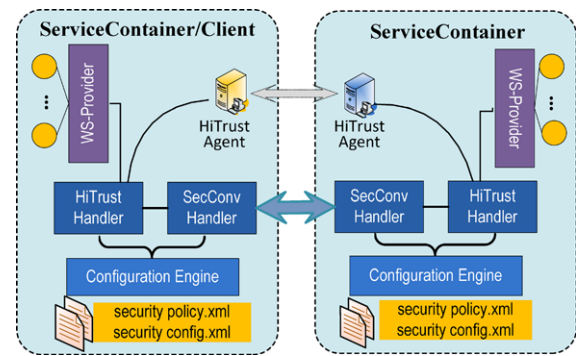 ServiceContainer/Client
WS-Provider
...
HiTrust
Agent
HiTrust
Handler
SecConv
Handler
Configuration Engine
security policy.xml
security config.xml
ServiceContainer
HiTrust
Agent
WS-Provider
...
SecConv
Handler
HiTrust
Handler
Configuration Engine
security policy.xml
security config.xml